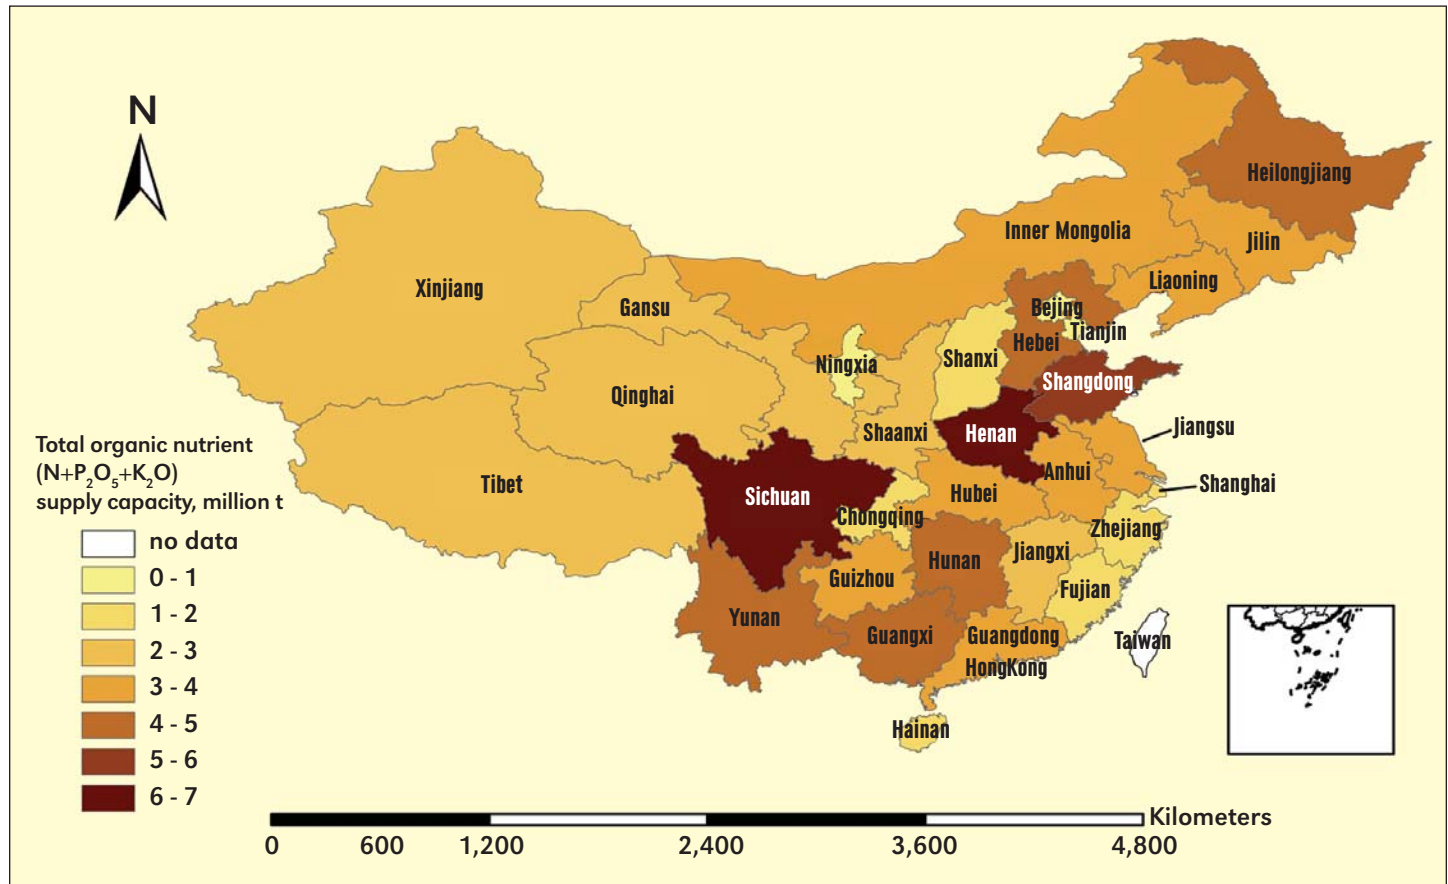 N
Heilongjiang
Inner Mongolia
Jilin
Liaoning
Xinjiang
Gansu
Bejing
Tianjin
Hebei
Shanxi
Ningxia
Shangdong
Qinghai
Shaanxi
Henan
Jiangsu
Anhui
Shanghai
Tibet
Sichuan
Hubei
Chongqing
Zhejiang
Jiangxi
Hunan
Guizhou
Fujian
Yunan
Guangxi
Guangdong
Taiwan
HongKong
Hainan
Total organic nutrient
(N+P₂O₅+K₂O)
supply capacity, million t
no data
0 - 1
1 - 2
2 - 3
3 - 4
4 - 5
5 - 6
6 - 7
Kilometers
0 600 1,200 2,400 3,600 4,800